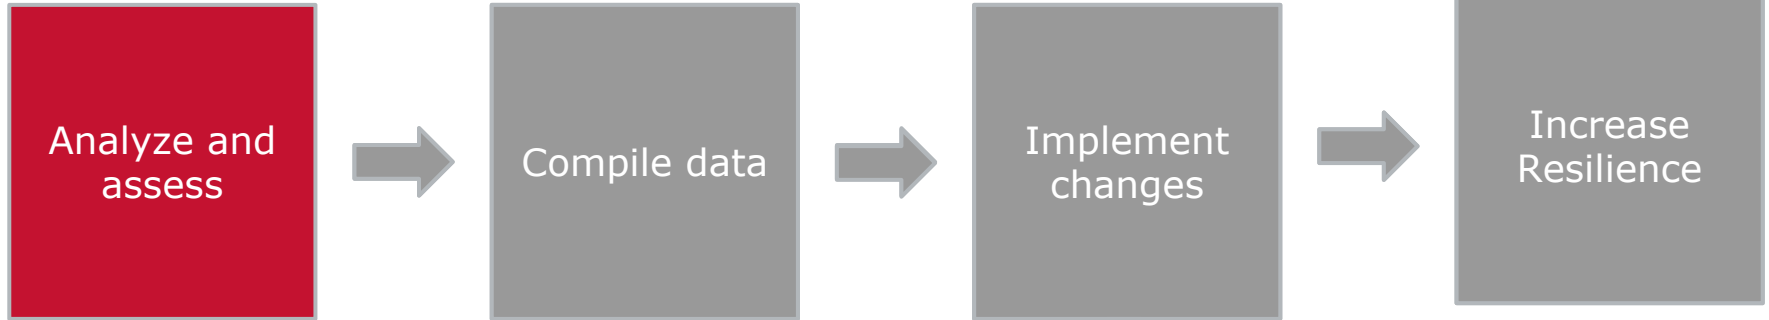 Analyze and
assess
Compile data
Implement
changes
Increase
Resilience